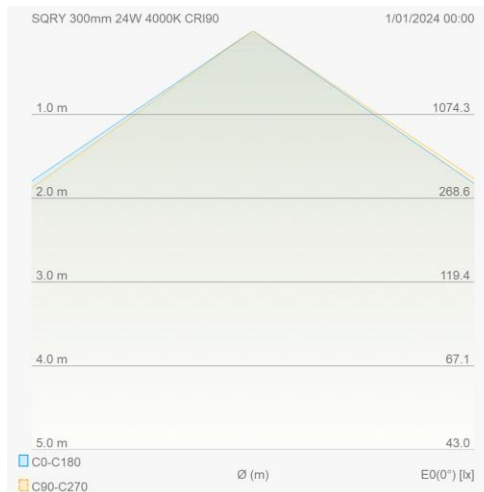 SQRY 300mm 24W 4000K CRI90 1/01/2024 00:00
1.0 m 1074.3
2.0 m 268.6
3.0 m 119.4
4.0 m 67.1
5.0 m 43.0
C0-C180
Ø (m) E0(0°) [lx]
C90-C270